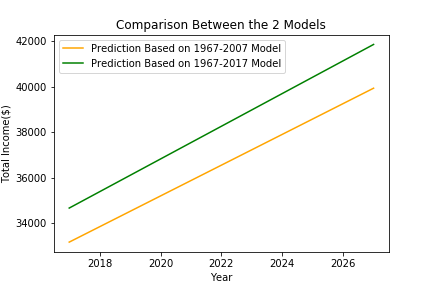 Comparison Between the 2 Models
Prediction Based on 1967-2007 Model
Prediction Based on 1967-2017 Model
42000
40000
38000
36000
34000
Total Income($)
2018 2020 2022 2024 2026
Year